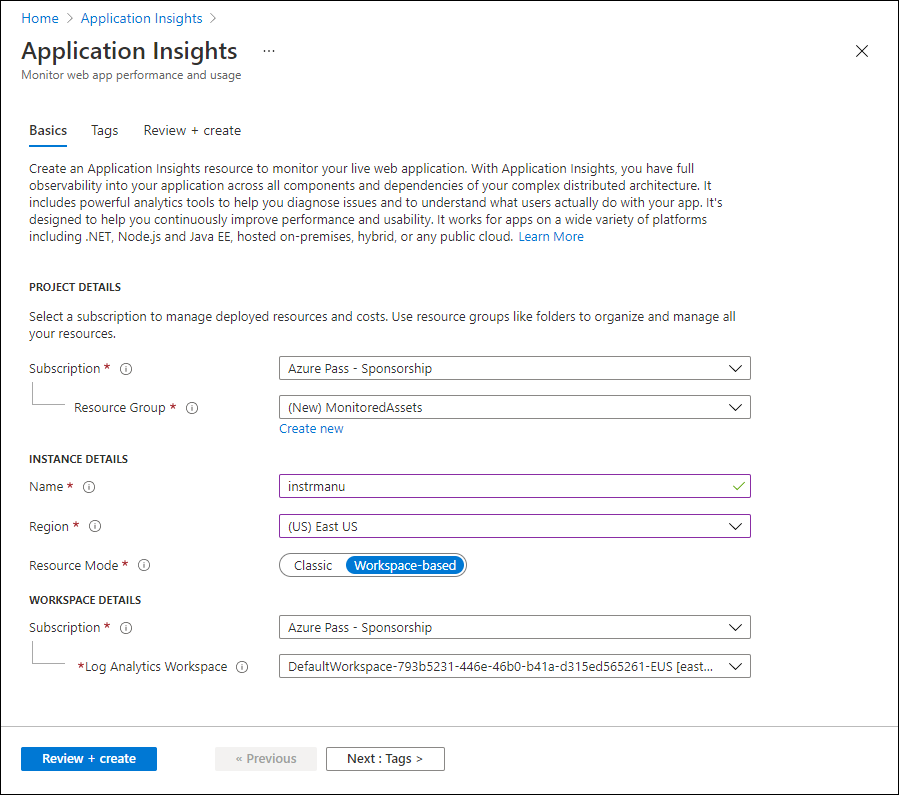 Home > Application Insights >
Application Insights ...
Monitor web app performance and usage
Basics Tags Review + create
Create an Application Insights resource to monitor your live web application. With Application Insights, you have full
observability into your application across all components and dependencies of your complex distributed architecture. It
includes powerful analytics tools to help you diagnose issues and to understand what users actually do with your app. It's
designed to help you continuously improve performance and usability. It works for apps on a wide variety of platforms
including .NET, Node.js and Java EE, hosted on-premises, hybrid, or any public cloud. Learn More
PROJECT DETAILS
Select a subscription to manage deployed resources and costs. Use resource groups like folders to organize and manage all
your resources.
Subscription * Azure Pass - Sponsorship
Resource Group * (New) MonitoredAssets
Create new
INSTANCE DETAILS
Name * instrmanu
Region * (US) East US
Resource Mode * Classic Workspace-based
WORKSPACE DETAILS
Subscription * Azure Pass - Sponsorship
*Log Analytics Workspace DefaultWorkspace-793b5231-446e-46b0-b41a-d315ed565261-EUS [east...
Review + create « Previous Next : Tags >